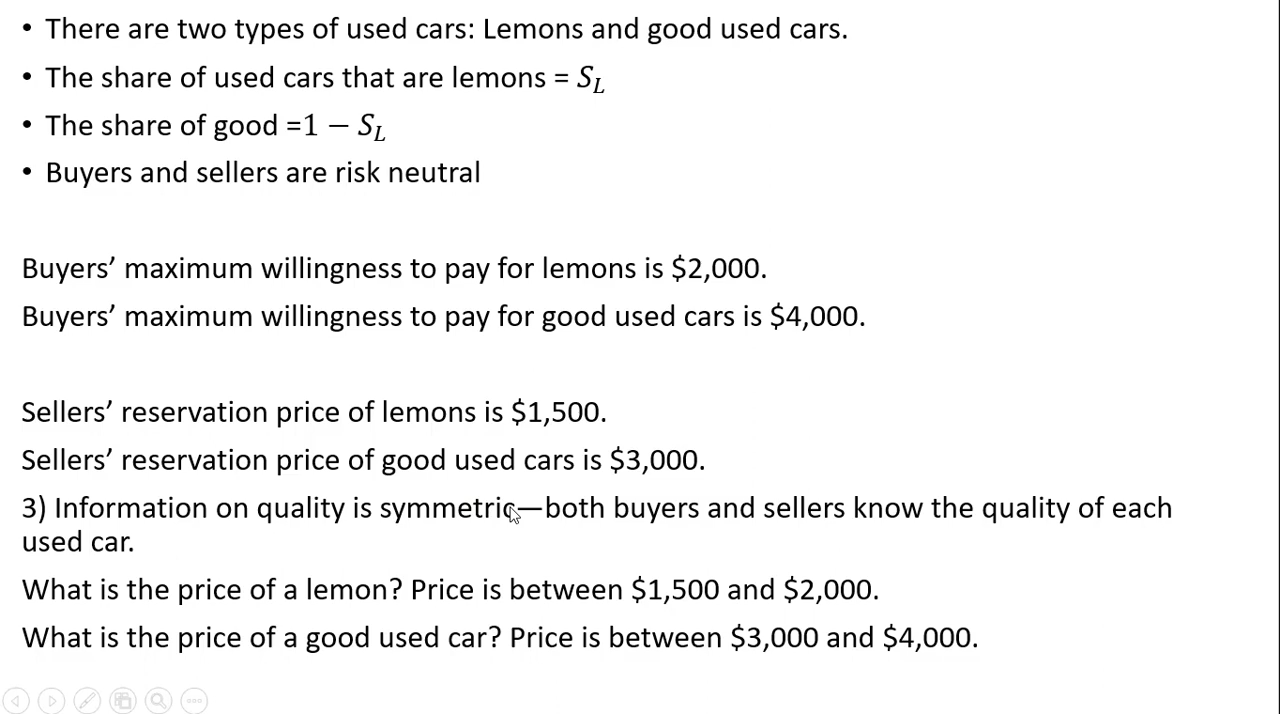 • There are two types of used cars: Lemons and good used cars.
• The share of used cars that are lemons = S_L
• The share of good =1 − S_L
• Buyers and sellers are risk neutral
Buyers’ maximum willingness to pay for lemons is $2,000.
Buyers’ maximum willingness to pay for good used cars is $4,000.
Sellers’ reservation price of lemons is $1,500.
Sellers’ reservation price of good used cars is $3,000.
3) Information on quality is symmetric—both buyers and sellers know the quality of each
used car.
What is the price of a lemon? Price is between $1,500 and $2,000.
What is the price of a good used car? Price is between $3,000 and $4,000.